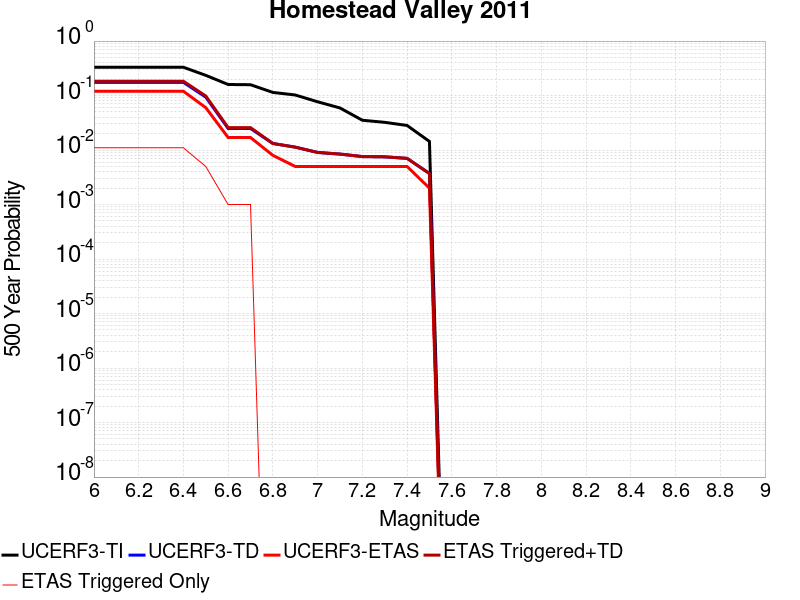 Homestead Valley 2011
500 Year Probability
10^0
10^-1
10^-2
10^-3
10^-4
10^-5
10^-6
10^-7
10^-8
6 6.2 6.4 6.6 6.8 7 7.2 7.4 7.6 7.8 8 8.2 8.4 8.6 8.8 9
Magnitude
UCERF3-TI UCERF3-TD UCERF3-ETAS ETAS Triggered+TD
ETAS Triggered Only